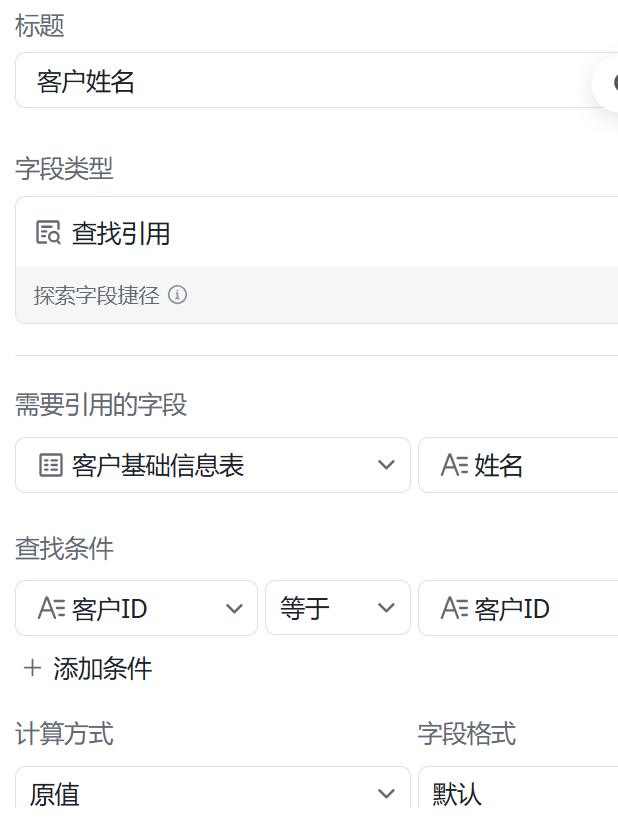 标题
客户姓名
字段类型
查找引用
探索字段捷径
需要引用的字段
客户基础信息表 姓名
查找条件
客户ID 等于 客户ID
+ 添加条件
计算方式 字段格式
原值 默认